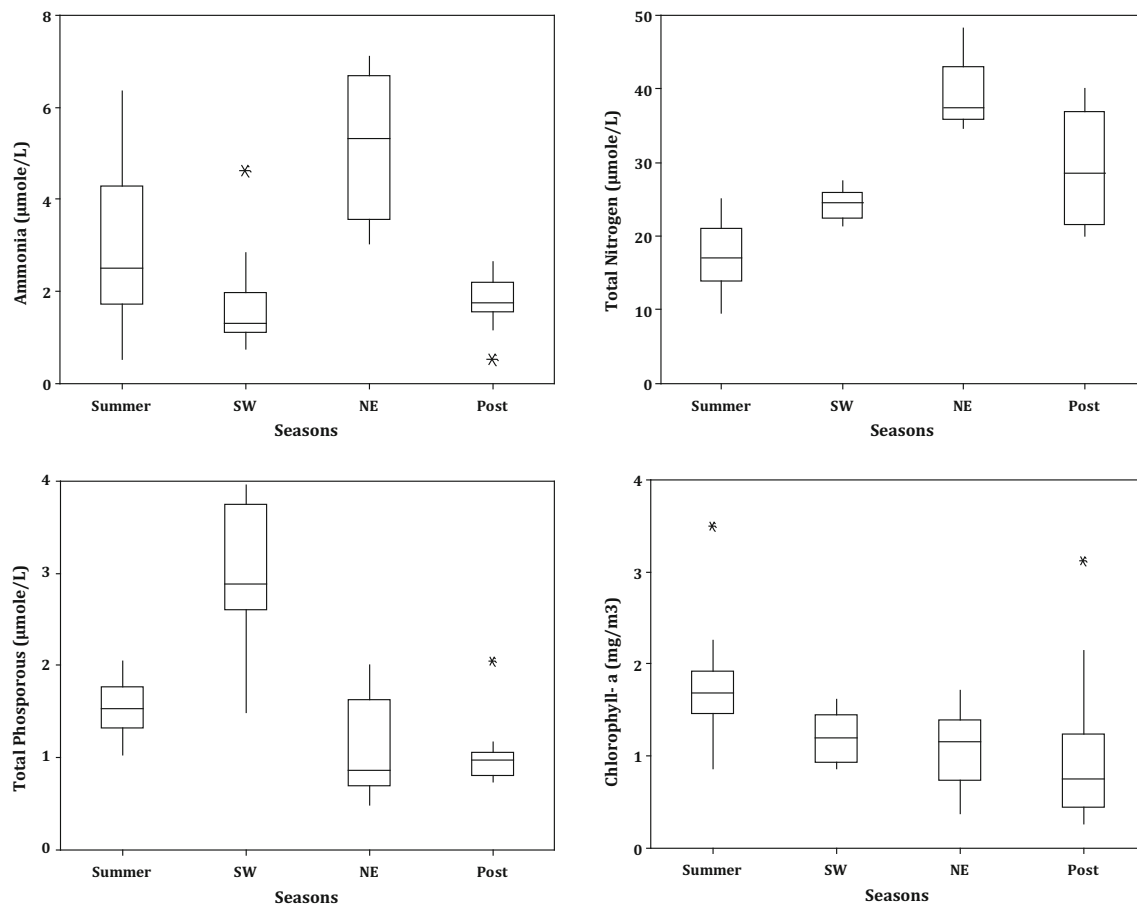 Ammonia (µmole/L)
8
6
4
2
0
Summer SW NE Post
Seasons
Total Nitrogen (µmole/L)
50
40
30
20
10
0
Summer SW NE Post
Seasons
Total Phosporous (µmole/L)
4
3
2
1
0
Summer SW NE Post
Seasons
Chlorophyll- a (mg/m3)
4
3
2
1
0
Summer SW NE Post
Seasons